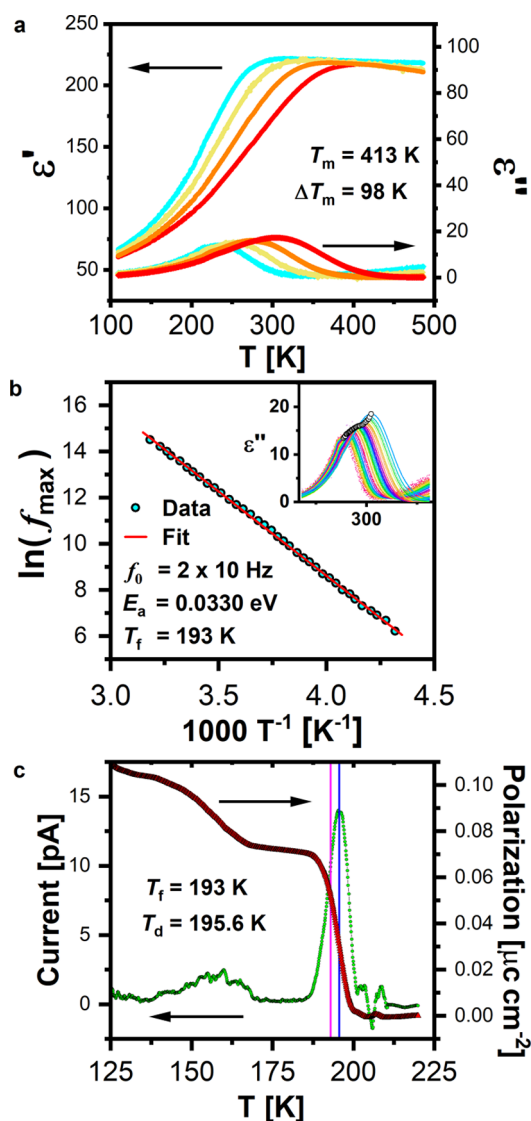 a
250
200
150
100
50
ε'
100
80
60
40
20
0
ε"
T_m = 413 K
ΔT_m = 98 K
100 200 300 400 500
T [K]
b
16
14
12
10
8
6
ln(f_max)
Data
Fit
f_0 = 2 x 10 Hz
E_a = 0.0330 eV
T_f = 193 K
ε"
20
10
0
300
3.0 3.5 4.0 4.5
1000 T⁻¹ [K⁻¹]
c
15
10
5
0
Current [pA]
0.10
0.08
0.06
0.04
0.02
0.00
Polarization [μc cm⁻²]
T_f = 193 K
T_d = 195.6 K
125 150 175 200 225
T [K]